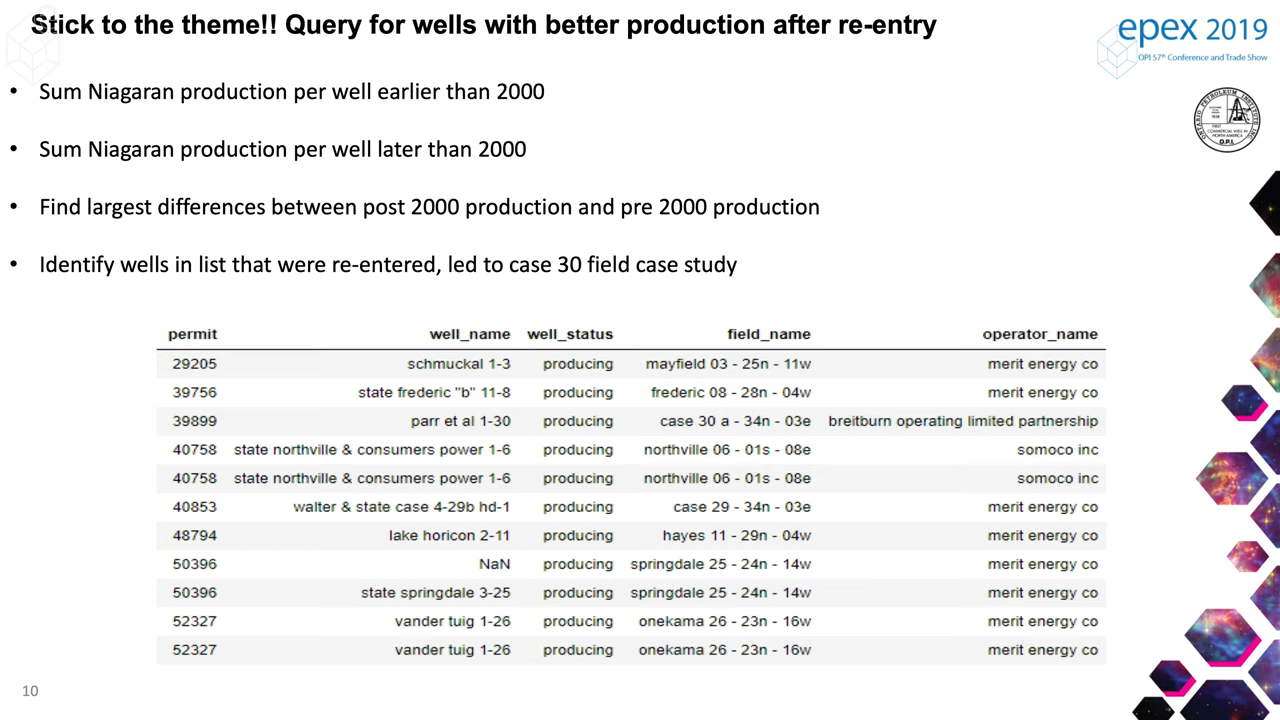 Stick to the theme!! Query for wells with better production after re-entry
epex 2019
OPI 57th Conference and Trade Show
• Sum Niagaran production per well earlier than 2000
• Sum Niagaran production per well later than 2000
• Find largest differences between post 2000 production and pre 2000 production
• Identify wells in list that were re-entered, led to case 30 field case study
ONTARIO PETROLEUM INSTITUTE INC.
FIRST COMMERCIAL WELL IN NORTH AMERICA
O.P.I.
permit well_name well_status field_name operator_name
29205 schmuckal 1-3 producing mayfield 03 - 25n - 11w merit energy co
39756 state frederic "b" 11-8 producing frederic 08 - 28n - 04w merit energy co
39899 parr et al 1-30 producing case 30 a - 34n - 03e breitburn operating limited partnership
40758 state northville & consumers power 1-6 producing northville 06 - 01s - 08e somoco inc
40758 state northville & consumers power 1-6 producing northville 06 - 01s - 08e somoco inc
40853 walter & state case 4-29b hd-1 producing case 29 - 34n - 03e merit energy co
48794 lake horicon 2-11 producing hayes 11 - 29n - 04w merit energy co
50396 NaN producing springdale 25 - 24n - 14w merit energy co
50396 state springdale 3-25 producing springdale 25 - 24n - 14w merit energy co
52327 vander tuig 1-26 producing onekama 26 - 23n - 16w merit energy co
52327 vander tuig 1-26 producing onekama 26 - 23n - 16w merit energy co
10